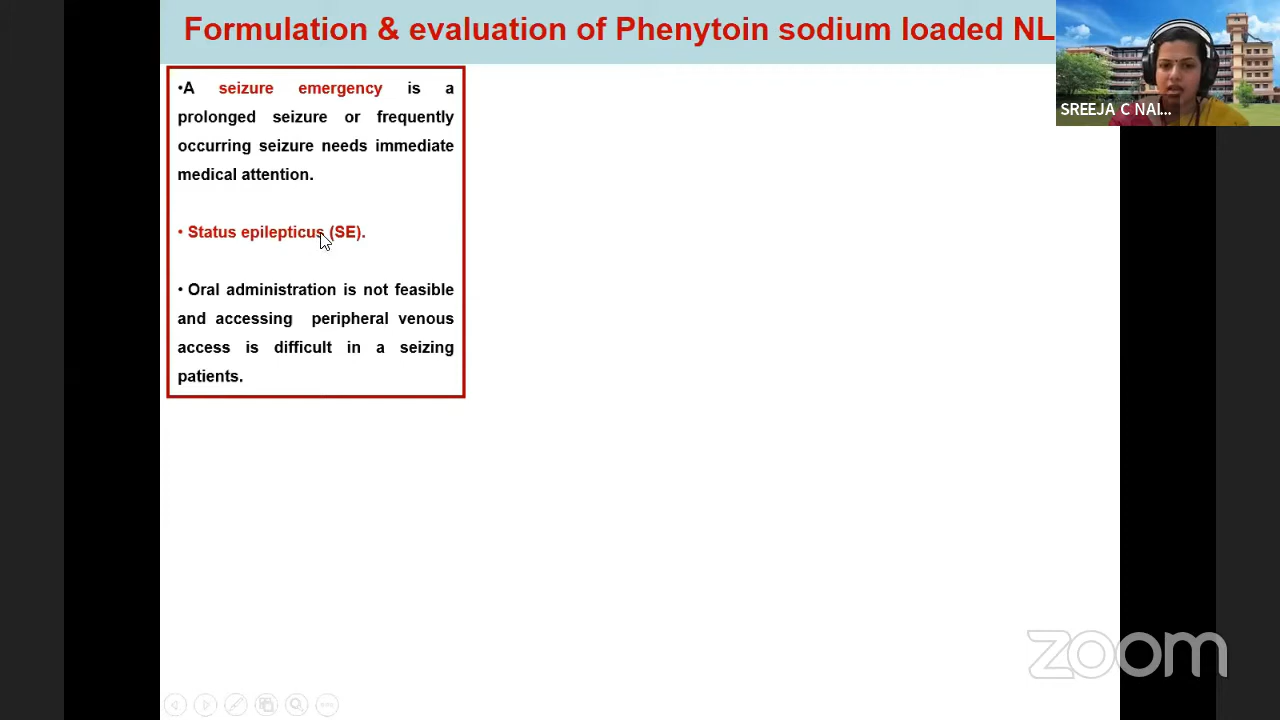 Formulation & evaluation of Phenytoin sodium loaded NL
SREEJA C NAI...
•A seizure emergency is a
prolonged seizure or frequently
occurring seizure needs immediate
medical attention.
• Status epilepticus (SE).
• Oral administration is not feasible
and accessing peripheral venous
access is difficult in a seizing
patients.
zoom